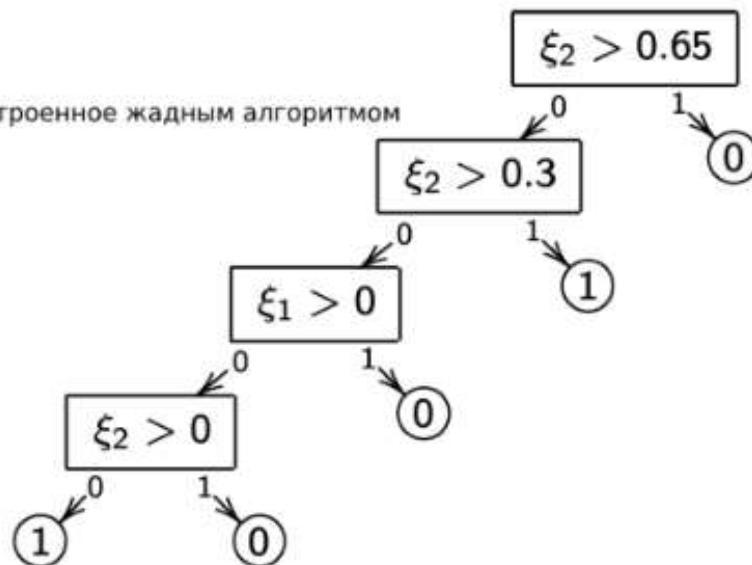 ξ₂ > 0.65
0 1
троенное жадным алгоритмом
0
ξ₂ > 0.3
0 1
1
ξ₁ > 0
0 1
0
ξ₂ > 0
0 1
1 0